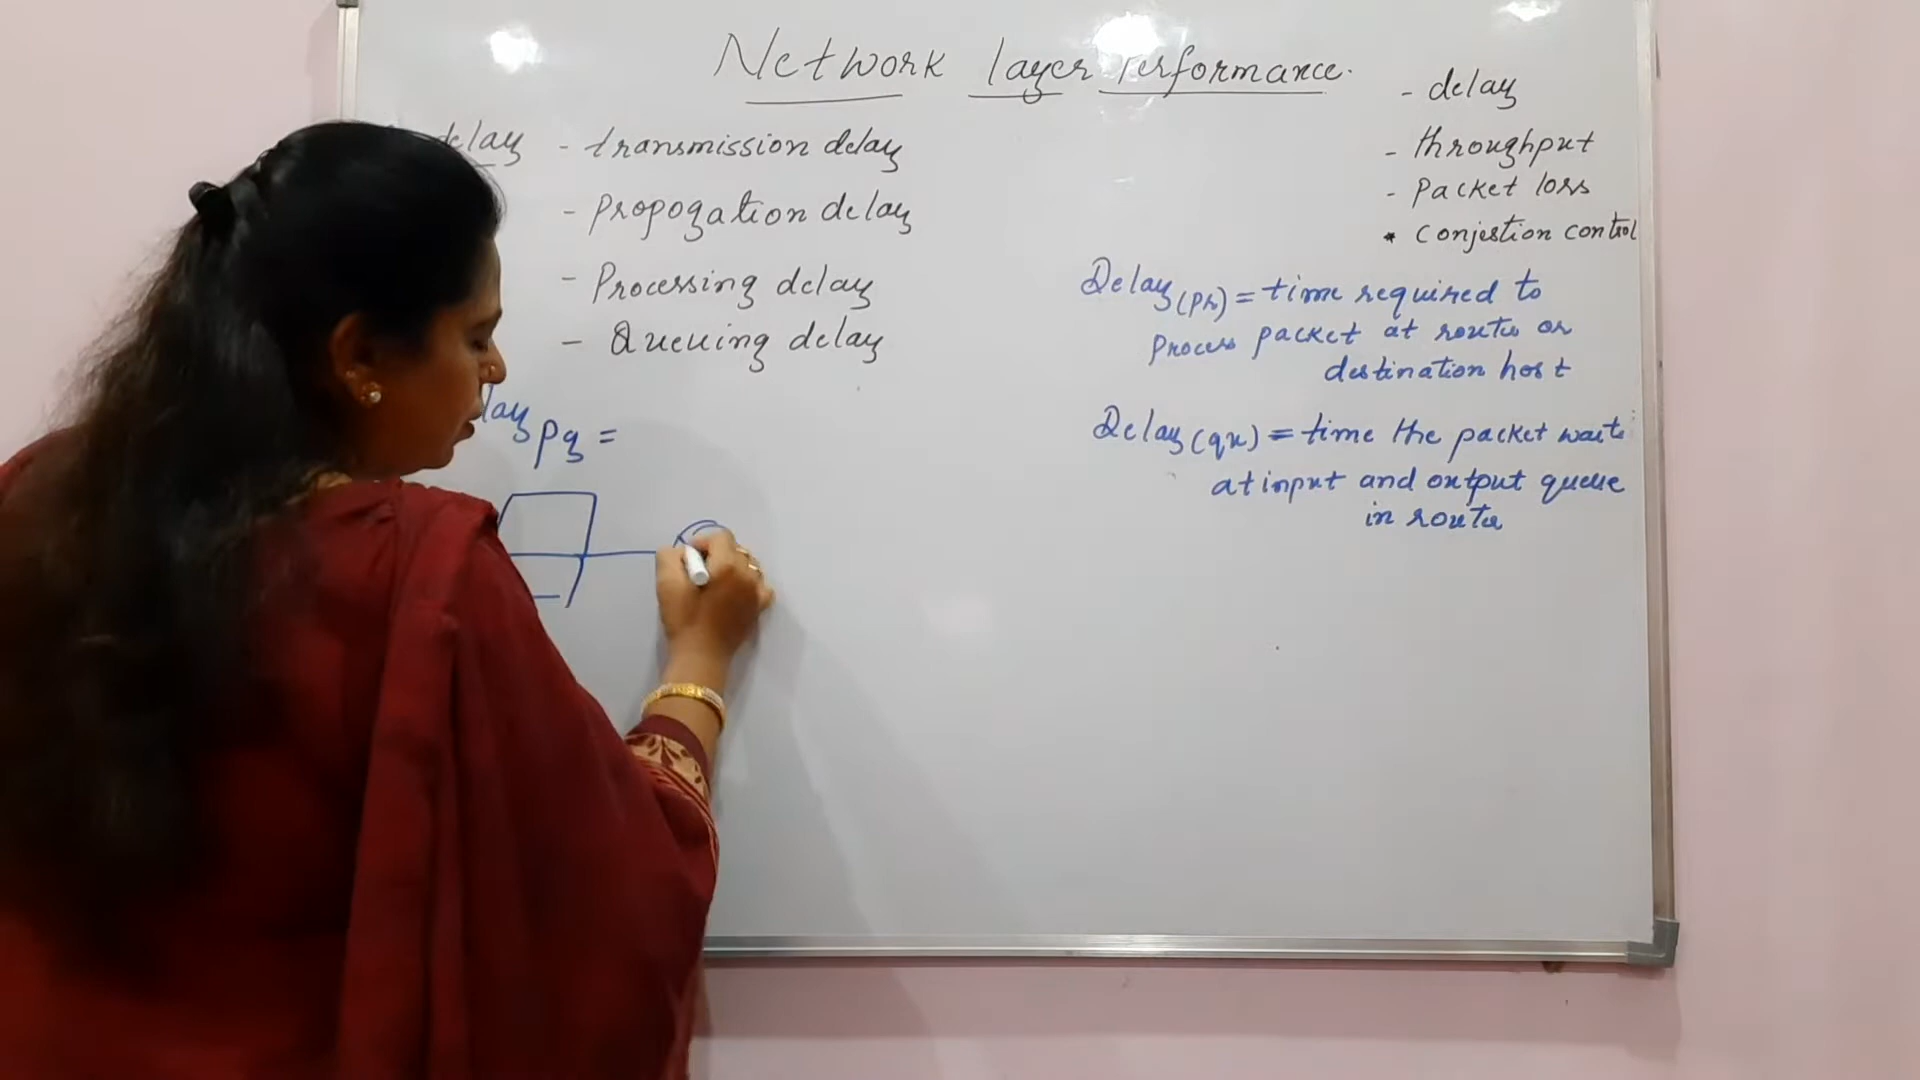 Network layer Performance.
- delay
- throughput
- Packet loss
* conjestion control
delay - transmission delay
- Propogation delay
- Processing delay
- Queuing delay
Delay(pr) = time required to
Process packet at router or
destination host
Delay(qu) = time the packet waits
at input and output queue
in router
lay pq =